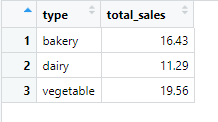 type total_sales
1 bakery 16.43
2 dairy 11.29
3 vegetable 19.56